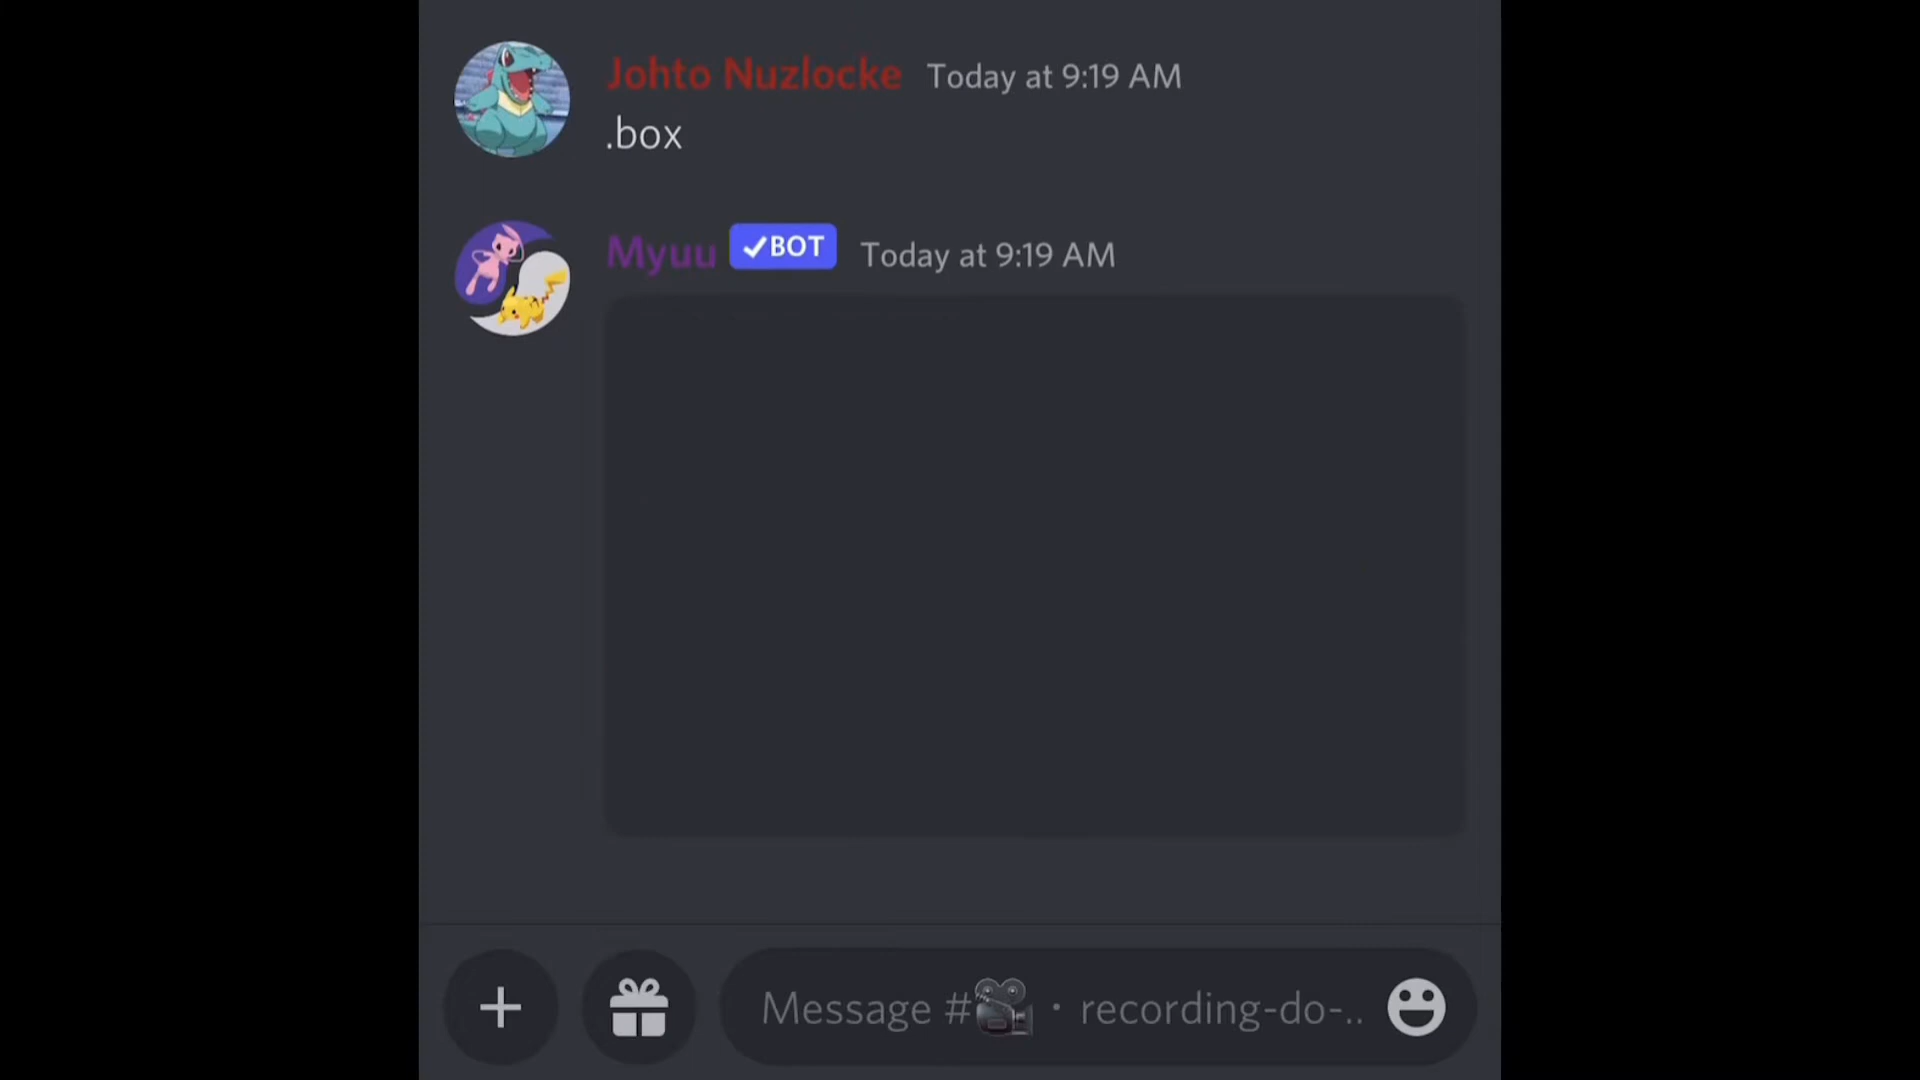 Johto Nuzlocke Today at 9:19 AM
.box
Myuu ✓BOT Today at 9:19 AM
Message #🎥 · recording-do-..